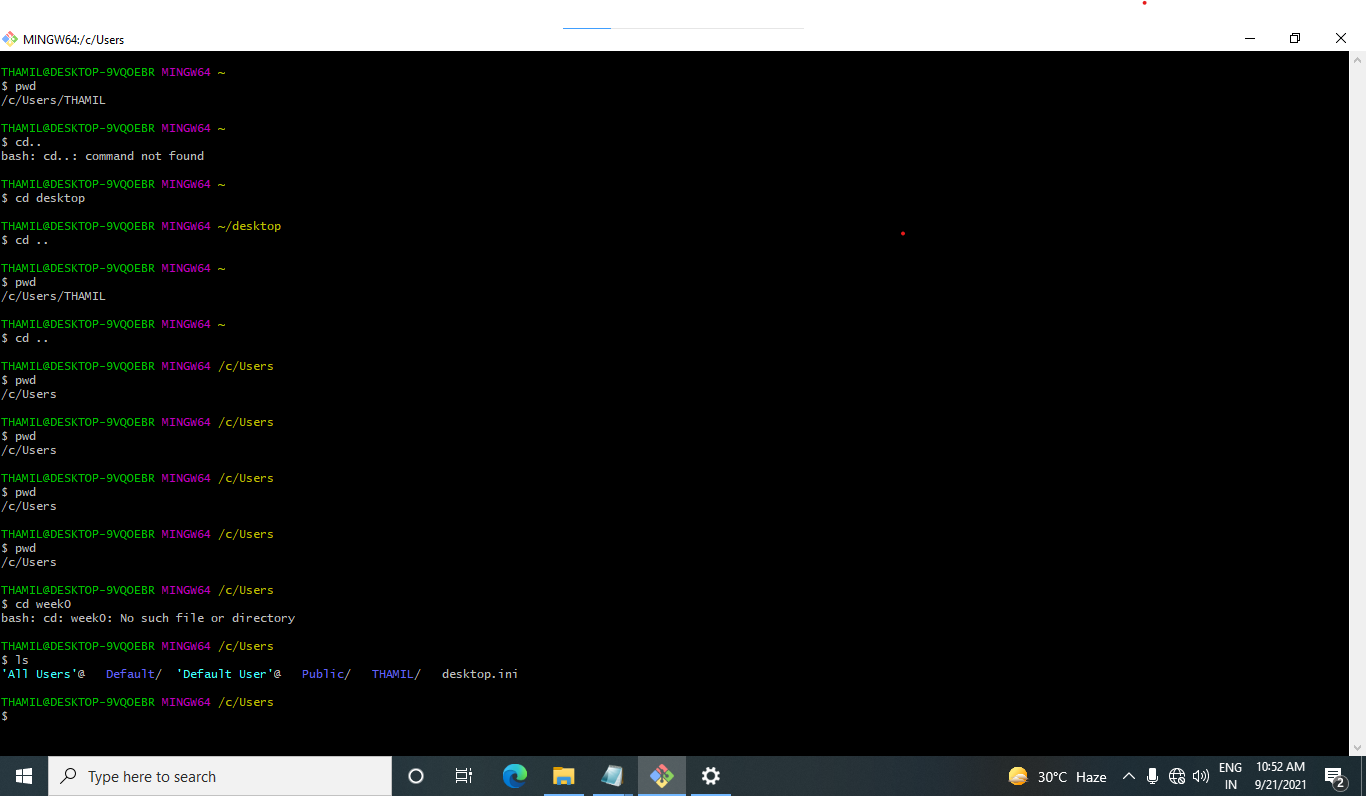 MINGW64:/c/Users
THAMIL@DESKTOP-9VQOEBR MINGW64 ~
$ pwd
/c/Users/THAMIL
THAMIL@DESKTOP-9VQOEBR MINGW64 ~
$ cd..
bash: cd..: command not found
THAMIL@DESKTOP-9VQOEBR MINGW64 ~
$ cd desktop
THAMIL@DESKTOP-9VQOEBR MINGW64 ~/desktop
$ cd ..
THAMIL@DESKTOP-9VQOEBR MINGW64 ~
$ pwd
/c/Users/THAMIL
THAMIL@DESKTOP-9VQOEBR MINGW64 ~
$ cd ..
THAMIL@DESKTOP-9VQOEBR MINGW64 /c/Users
$ pwd
/c/Users
THAMIL@DESKTOP-9VQOEBR MINGW64 /c/Users
$ pwd
/c/Users
THAMIL@DESKTOP-9VQOEBR MINGW64 /c/Users
$ pwd
/c/Users
THAMIL@DESKTOP-9VQOEBR MINGW64 /c/Users
$ pwd
/c/Users
THAMIL@DESKTOP-9VQOEBR MINGW64 /c/Users
$ cd week0
bash: cd: week0: No such file or directory
THAMIL@DESKTOP-9VQOEBR MINGW64 /c/Users
$ ls
'All Users'@   Default/  'Default User'@   Public/   THAMIL/   desktop.ini
THAMIL@DESKTOP-9VQOEBR MINGW64 /c/Users
$
Type here to search
30°C Haze
ENG
IN
10:52 AM
9/21/2021
2